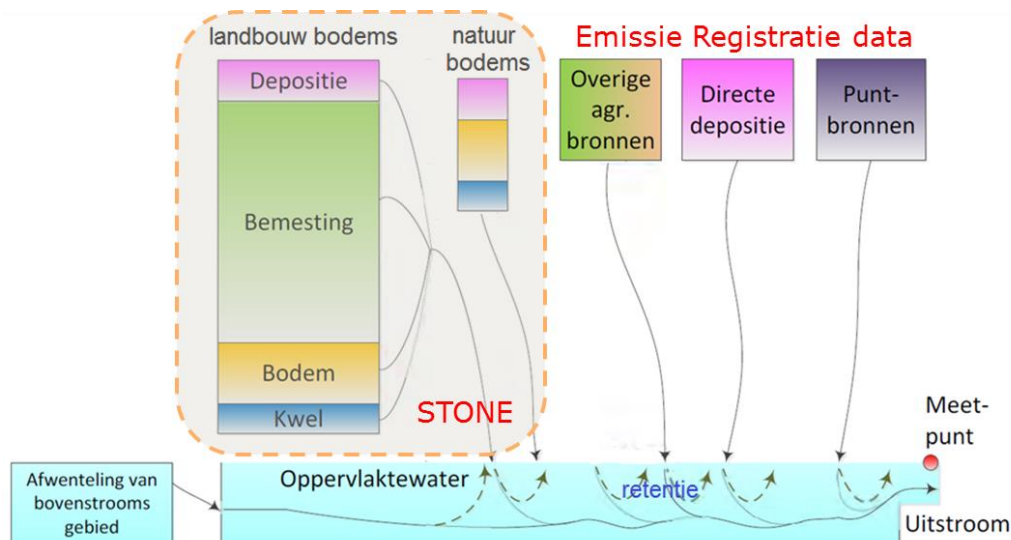 landbouw bodems
Depositie
Bemesting
Bodem
Kwel
natuur
bodems
STONE
Emissie Registratie data
Overige
agr.
bronnen
Directe
depositie
Punt-
bronnen
Meet-
punt
Afwenteling van
bovenstrooms
gebied
Oppervlaktewater
retentie
Uitstroom